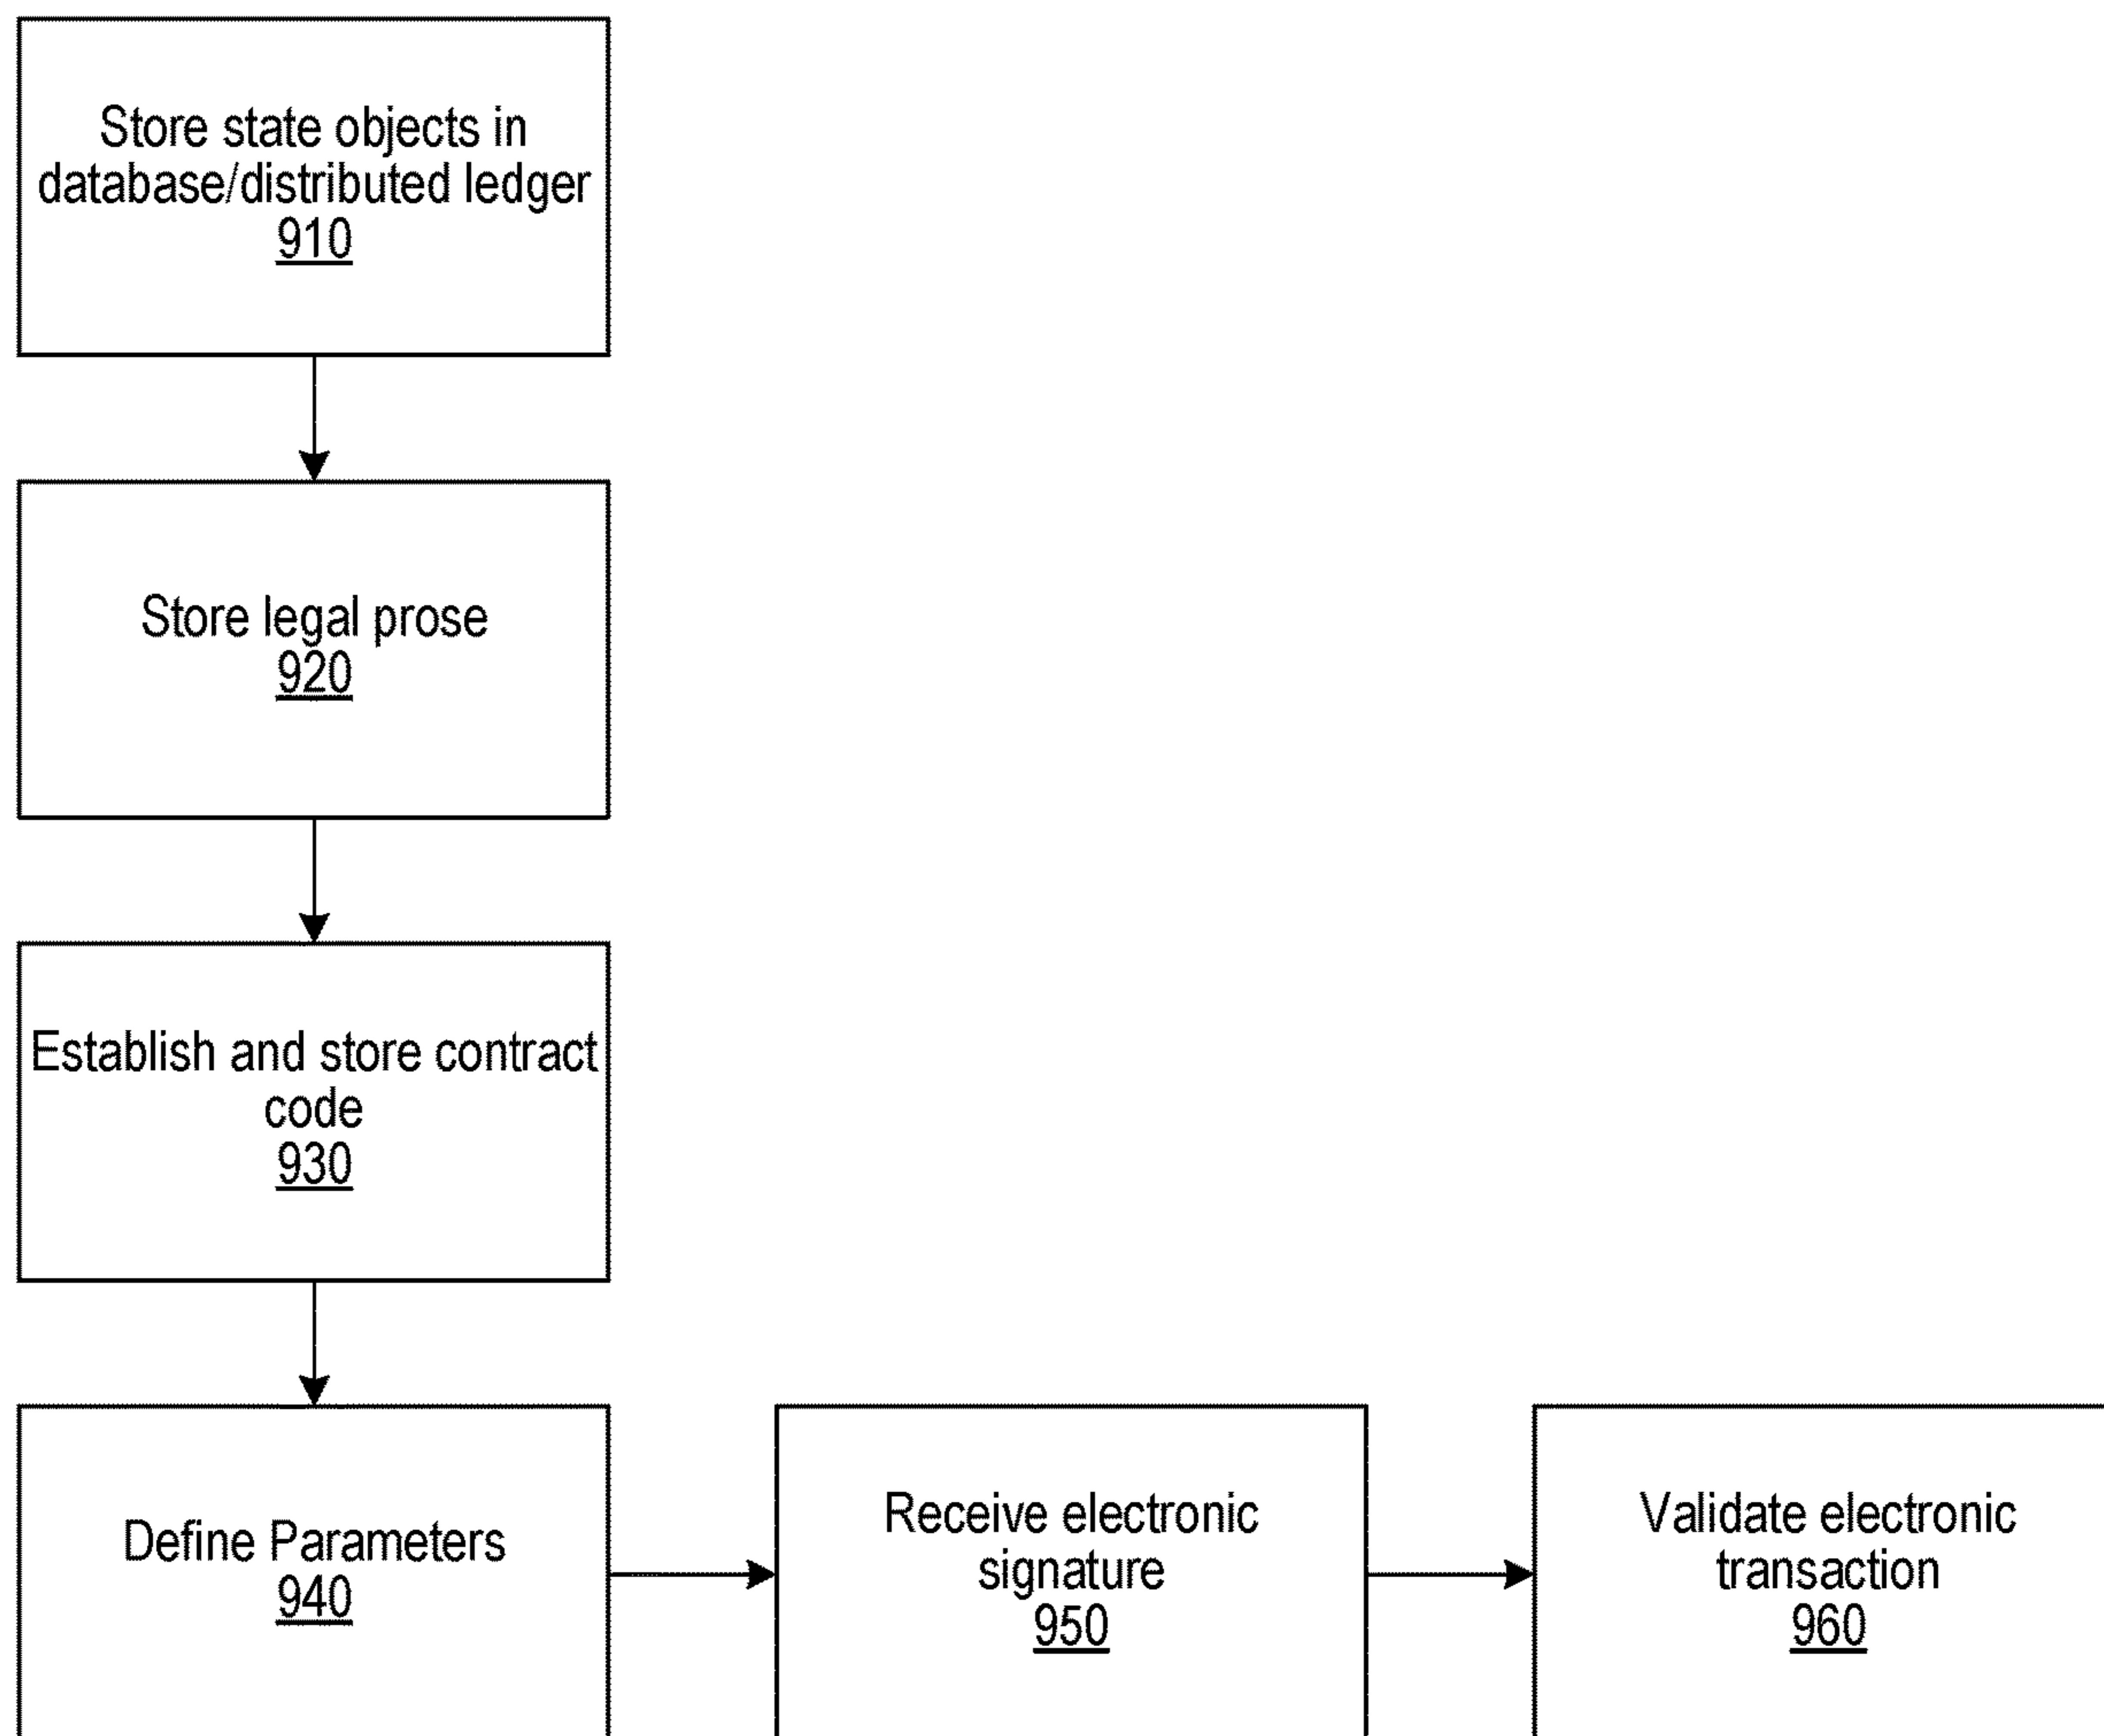 Store state objects in
database/distributed ledger
910
Store legal prose
920
Establish and store contract
code
930
Define Parameters
940
Receive electronic
signature
950
Validate electronic
transaction
960